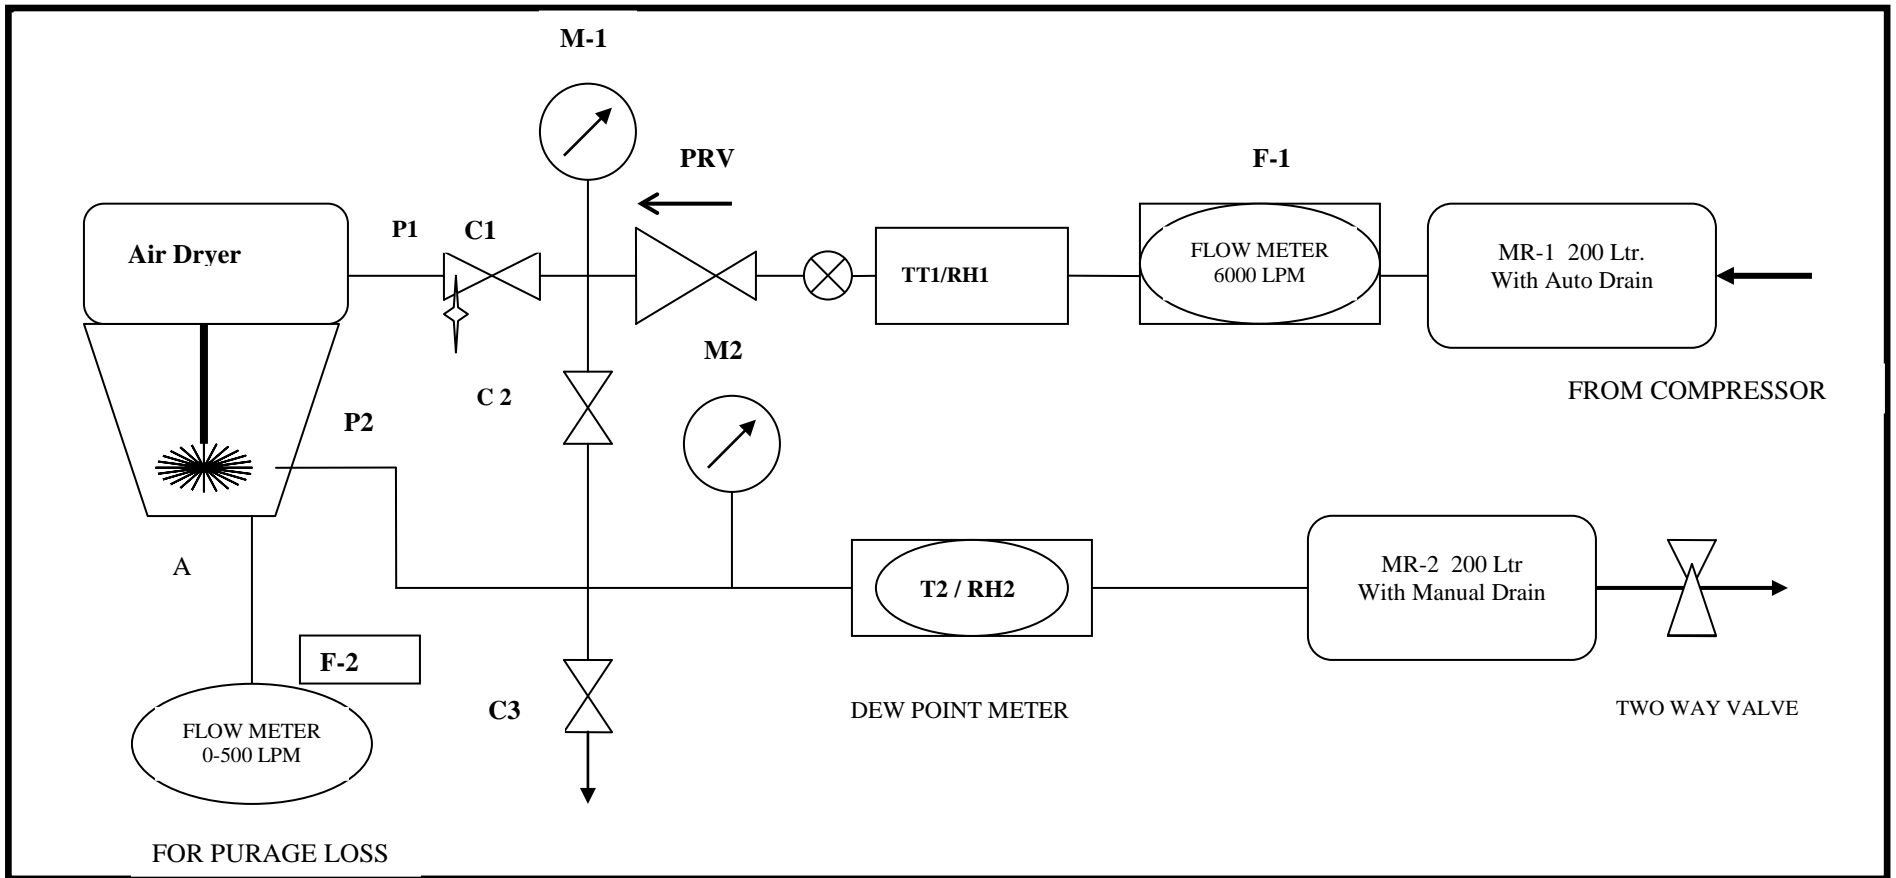 M-1
PRV
F-1
Air Dryer
P1
C1
TT1/RH1
FLOW METER
6000 LPM
MR-1 200 Ltr.
With Auto Drain
M2
FROM COMPRESSOR
C 2
P2
A
T2 / RH2
MR-2 200 Ltr
With Manual Drain
F-2
C3
DEW POINT METER
TWO WAY VALVE
FLOW METER
0-500 LPM
FOR PURAGE LOSS